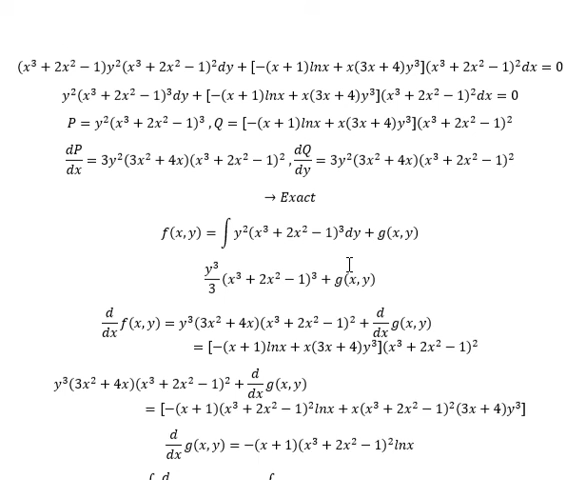 (x³ + 2x² − 1)y²(x³ + 2x² − 1)²dy + [−(x + 1)lnx + x(3x + 4)y³](x³ + 2x² − 1)²dx = 0
y²(x³ + 2x² − 1)³dy + [−(x + 1)lnx + x(3x + 4)y³](x³ + 2x² − 1)²dx = 0
P = y²(x³ + 2x² − 1)³ , Q = [−(x + 1)lnx + x(3x + 4)y³](x³ + 2x² − 1)²
dP/dx = 3y²(3x² + 4x)(x³ + 2x² − 1)² , dQ/dy = 3y²(3x² + 4x)(x³ + 2x² − 1)²
→ Exact
f(x,y) = ∫ y²(x³ + 2x² − 1)³dy + g(x,y)
y³/3 (x³ + 2x² − 1)³ + g(x,y)
d/dx f(x,y) = y³(3x² + 4x)(x³ + 2x² − 1)² + d/dx g(x,y)
= [−(x + 1)lnx + x(3x + 4)y³](x³ + 2x² − 1)²
y³(3x² + 4x)(x³ + 2x² − 1)² + d/dx g(x,y)
= [−(x + 1)(x³ + 2x² − 1)²lnx + x(x³ + 2x² − 1)²(3x + 4)y³]
d/dx g(x,y) = −(x + 1)(x³ + 2x² − 1)²lnx